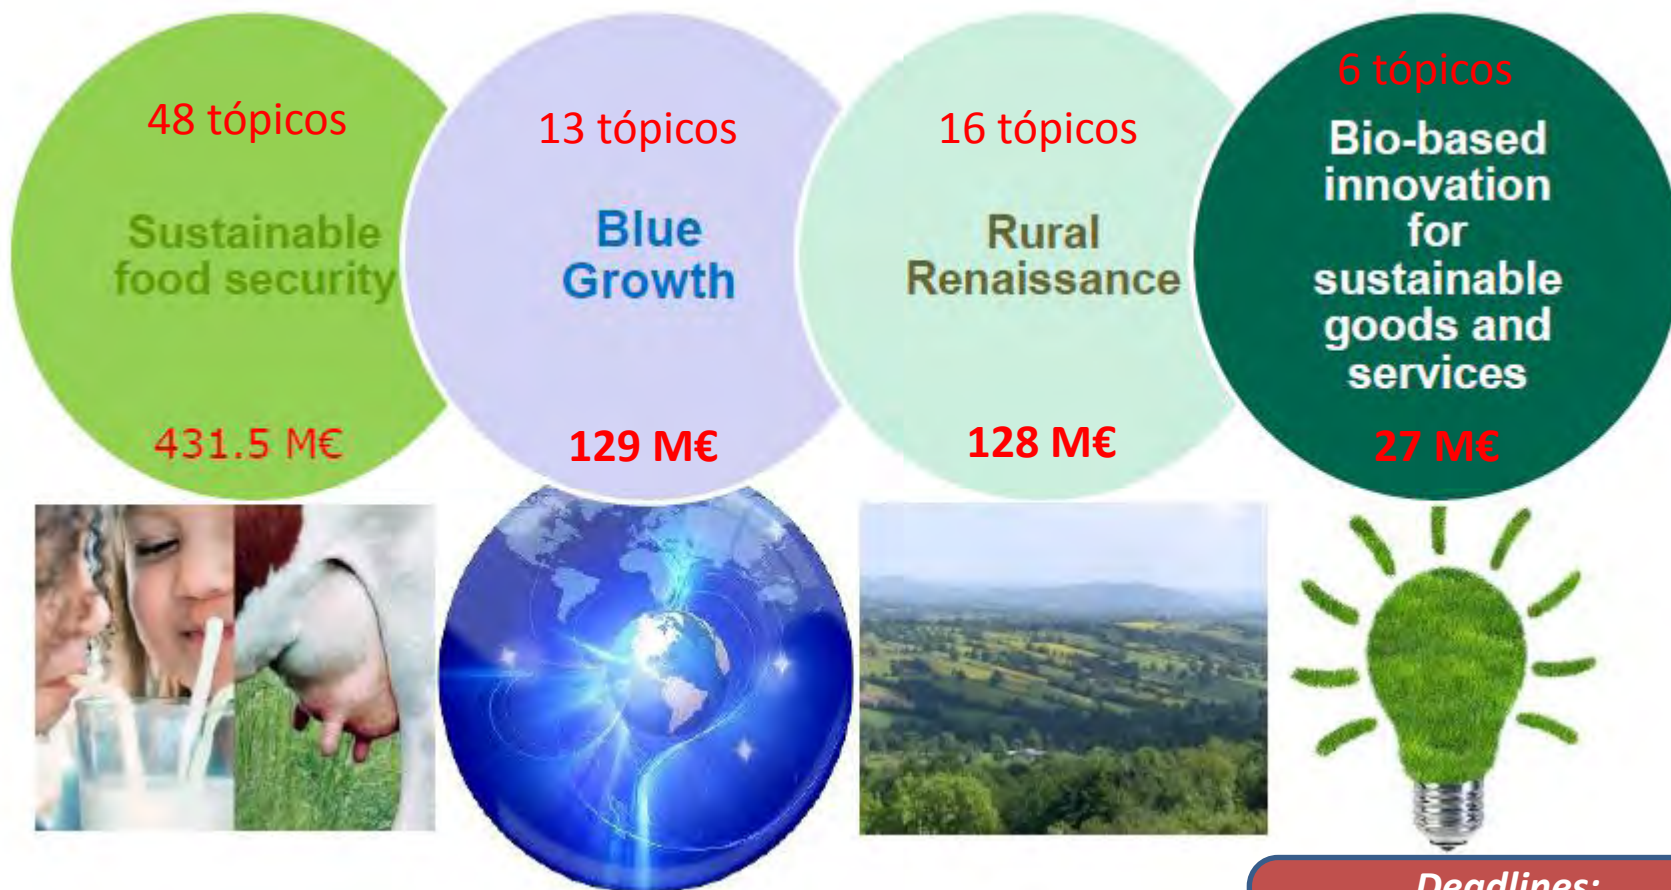 48 tópicos
Sustainable
food security
431.5 M€
13 tópicos
Blue
Growth
129 M€
16 tópicos
Rural
Renaissance
128 M€
6 tópicos
Bio-based
innovation
for
sustainable
goods and
services
27 M€
Deadlines: